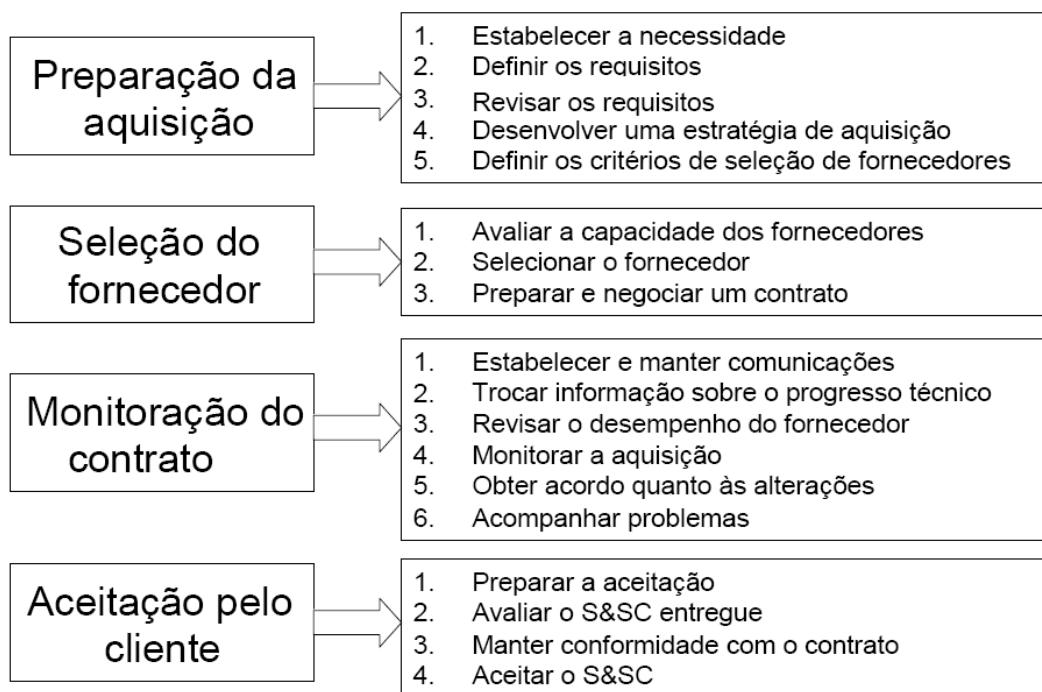 Preparação da
aquisição
1. Estabelecer a necessidade
2. Definir os requisitos
3. Revisar os requisitos
4. Desenvolver uma estratégia de aquisição
5. Definir os critérios de seleção de fornecedores
Seleção do
fornecedor
1. Avaliar a capacidade dos fornecedores
2. Selecionar o fornecedor
3. Preparar e negociar um contrato
Monitoração do
contrato
1. Estabelecer e manter comunicações
2. Trocar informação sobre o progresso técnico
3. Revisar o desempenho do fornecedor
4. Monitorar a aquisição
5. Obter acordo quanto às alterações
6. Acompanhar problemas
Aceitação pelo
cliente
1. Preparar a aceitação
2. Avaliar o S&SC entregue
3. Manter conformidade com o contrato
4. Aceitar o S&SC